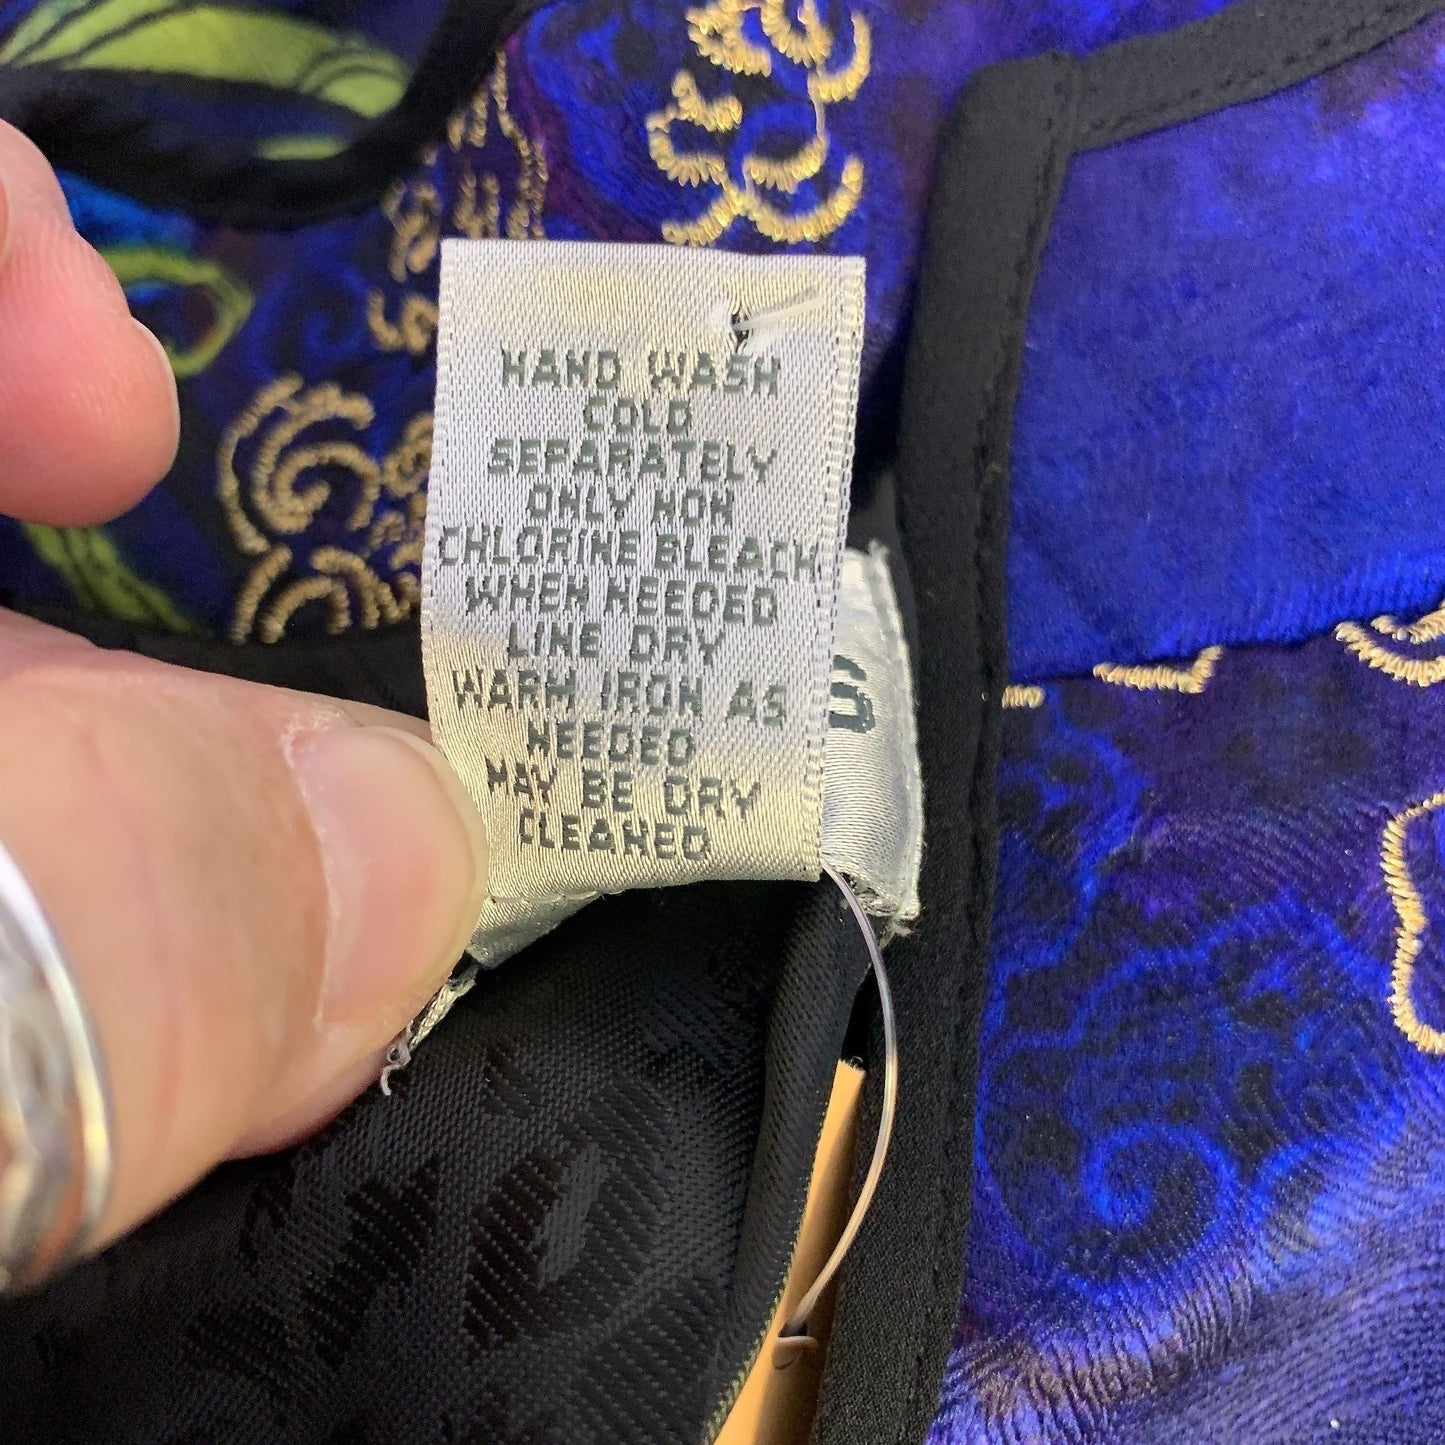 HAND WASH
COLD
SEPARATELY
ONLY NON
CHLORINE BLEACH
WHEN NEEDED
LINE DRY
WARM IRON AS
NEEDED
MAY BE DRY
CLEANED